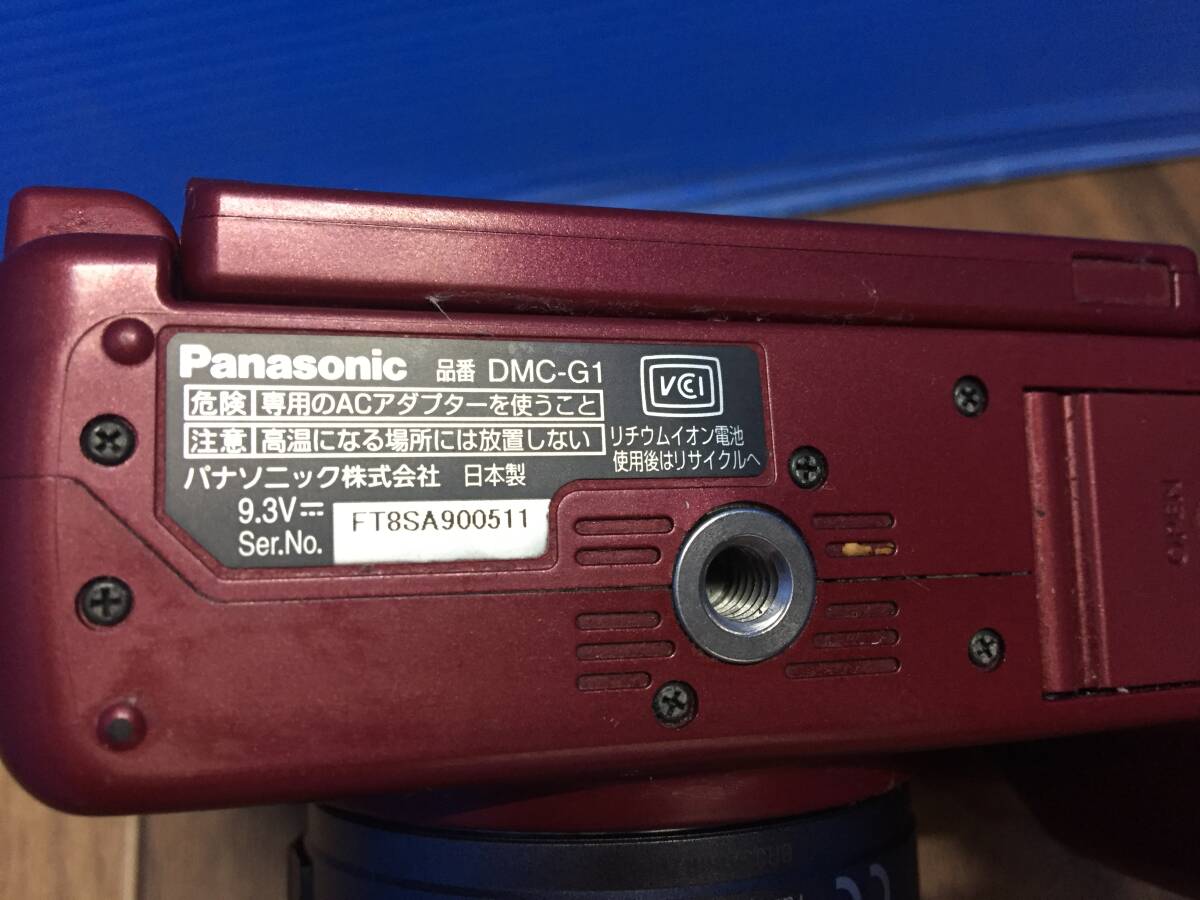 Panasonic 品番 DMC-G1
危険 専用のACアダプターを使うこと
注意 高温になる場所には放置しない
パナソニック株式会社 日本製
9.3V⎓
Ser.No. FT8SA900511
VCI
リチウムイオン電池
使用後はリサイクルへ
OPEN